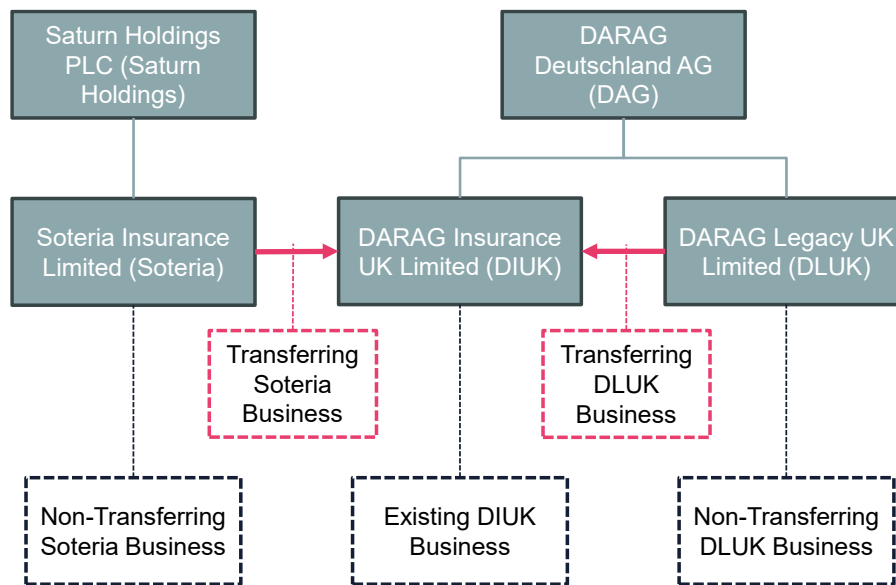 Saturn Holdings
PLC (Saturn
Holdings)
DARAG
Deutschland AG
(DAG)
Soteria Insurance
Limited (Soteria)
DARAG Insurance
UK Limited (DIUK)
DARAG Legacy UK
Limited (DLUK)
Transferring
Soteria
Business
Transferring
DLUK
Business
Non-Transferring
Soteria Business
Existing DIUK
Business
Non-Transferring
DLUK Business